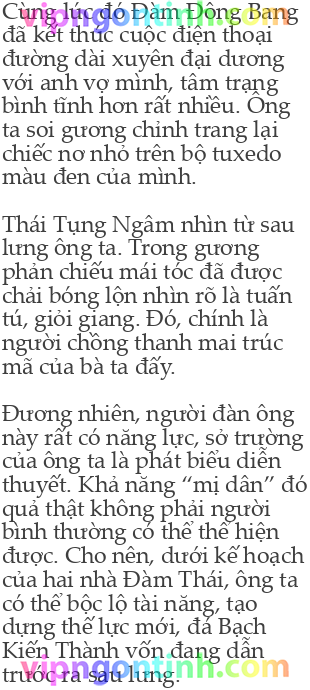 Cùng lúc đó Đàm Đông Bang
đã kết thúc cuộc điện thoại
đường dài xuyên đại dương
với anh vợ mình, tâm trạng
bình tĩnh hơn rất nhiều. Ông
ta soi gương chỉnh trang lại
chiếc nơ nhỏ trên bộ tuxedo
màu đen của mình.
Thái Tụng Ngâm nhìn từ sau
lưng ông ta. Trong gương
phản chiếu mái tóc đã được
chải bóng lộn nhìn rõ là tuấn
tú, giỏi giang. Đó, chính là
người chồng thanh mai trúc
mã của bà ta đấy.
Đương nhiên, người đàn ông
này rất có năng lực, sở trường
của ông ta là phát biểu diễn
thuyết. Khả năng “mị dân” đó
quả thật không phải người
bình thường có thể thể hiện
được. Cho nên, dưới kế hoạch
của hai nhà Đàm Thái, ông ta
có thể bộc lộ tài năng, tạo
dựng thế lực mới, đá Bạch
Kiến Thành vốn đang dẫn
trước ra sau lưng.
vipngontinh.com
vipngontinh.com